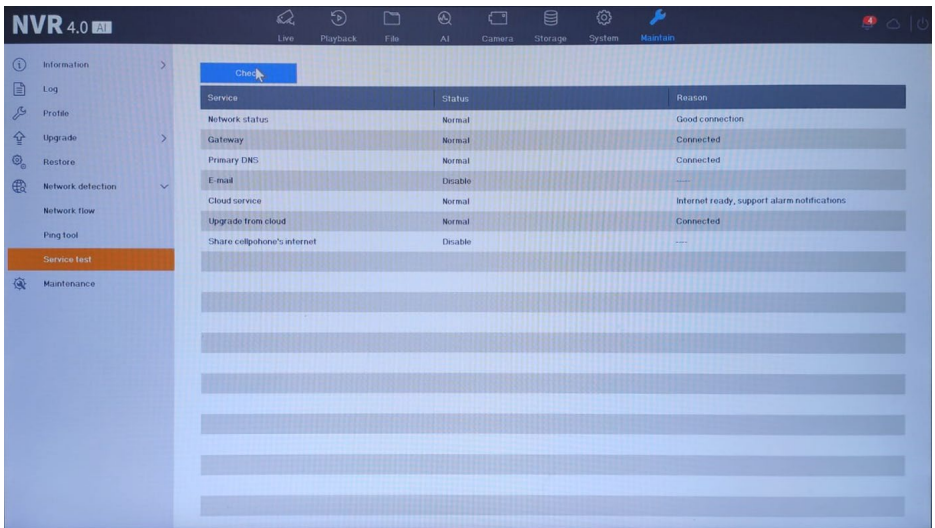 NVR 4.0 AI
Live Playback File AI Camera Storage System Maintain
4
Information
Log
Profile
Upgrade
Restore
Network detection
Network flow
Ping tool
Service test
Maintenance
Check
Service Status Reason
Network status Normal Good connection
Gateway Normal Connected
Primary DNS Normal Connected
E-mail Disable ----
Cloud service Normal Internet ready, support alarm notifications
Upgrade from cloud Normal Connected
Share cellpohone's internet Disable ----